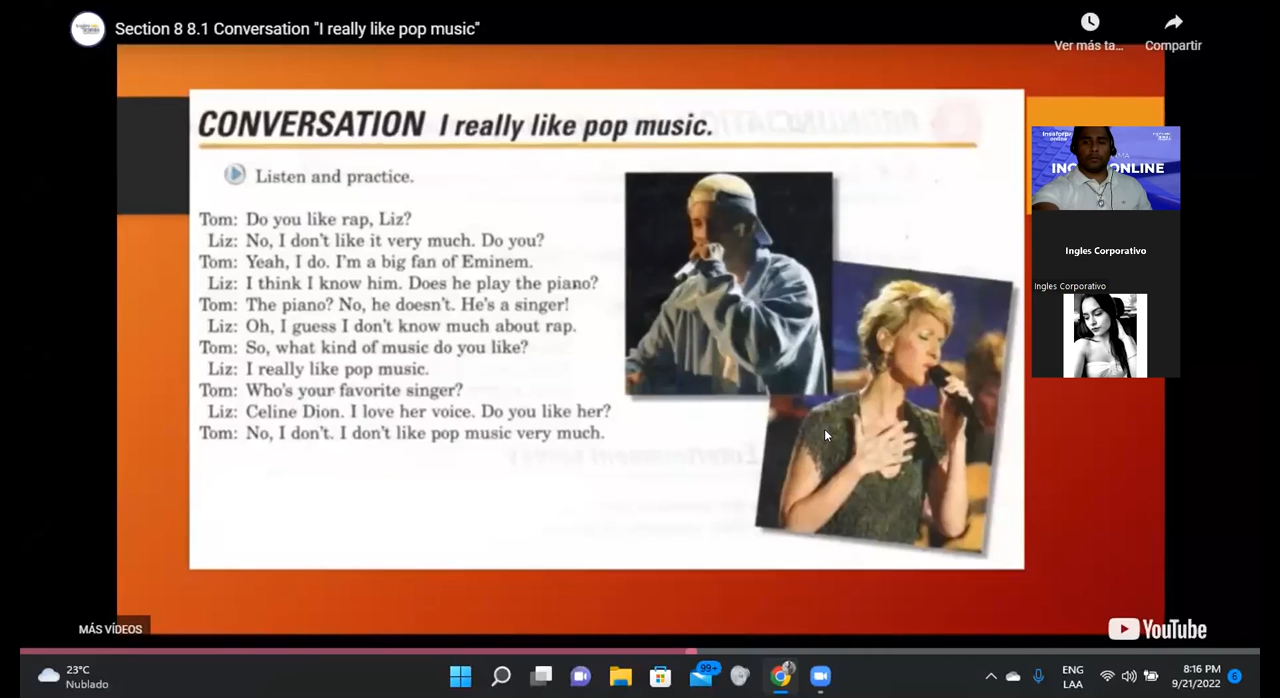 Section 8 8.1 Conversation "I really like pop music"
Ver más ta...
Compartir
CONVERSATION I really like pop music.
Listen and practice.
Tom: Do you like rap, Liz?
Liz: No, I don't like it very much. Do you?
Tom: Yeah, I do. I'm a big fan of Eminem.
Liz: I think I know him. Does he play the piano?
Tom: The piano? No, he doesn't. He's a singer!
Liz: Oh, I guess I don't know much about rap.
Tom: So, what kind of music do you like?
Liz: I really like pop music.
Tom: Who's your favorite singer?
Liz: Celine Dion. I love her voice. Do you like her?
Tom: No, I don't. I don't like pop music very much.
Ingles Corporativo
Ingles Corporativo
MÁS VÍDEOS
YouTube
23°C
Nublado
99+
ENG
LAA
8:16 PM
9/21/2022
6